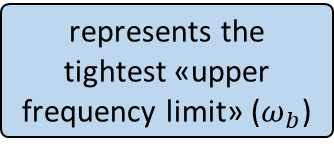 represents the
tightest «upper
frequency limit» (ω_b)